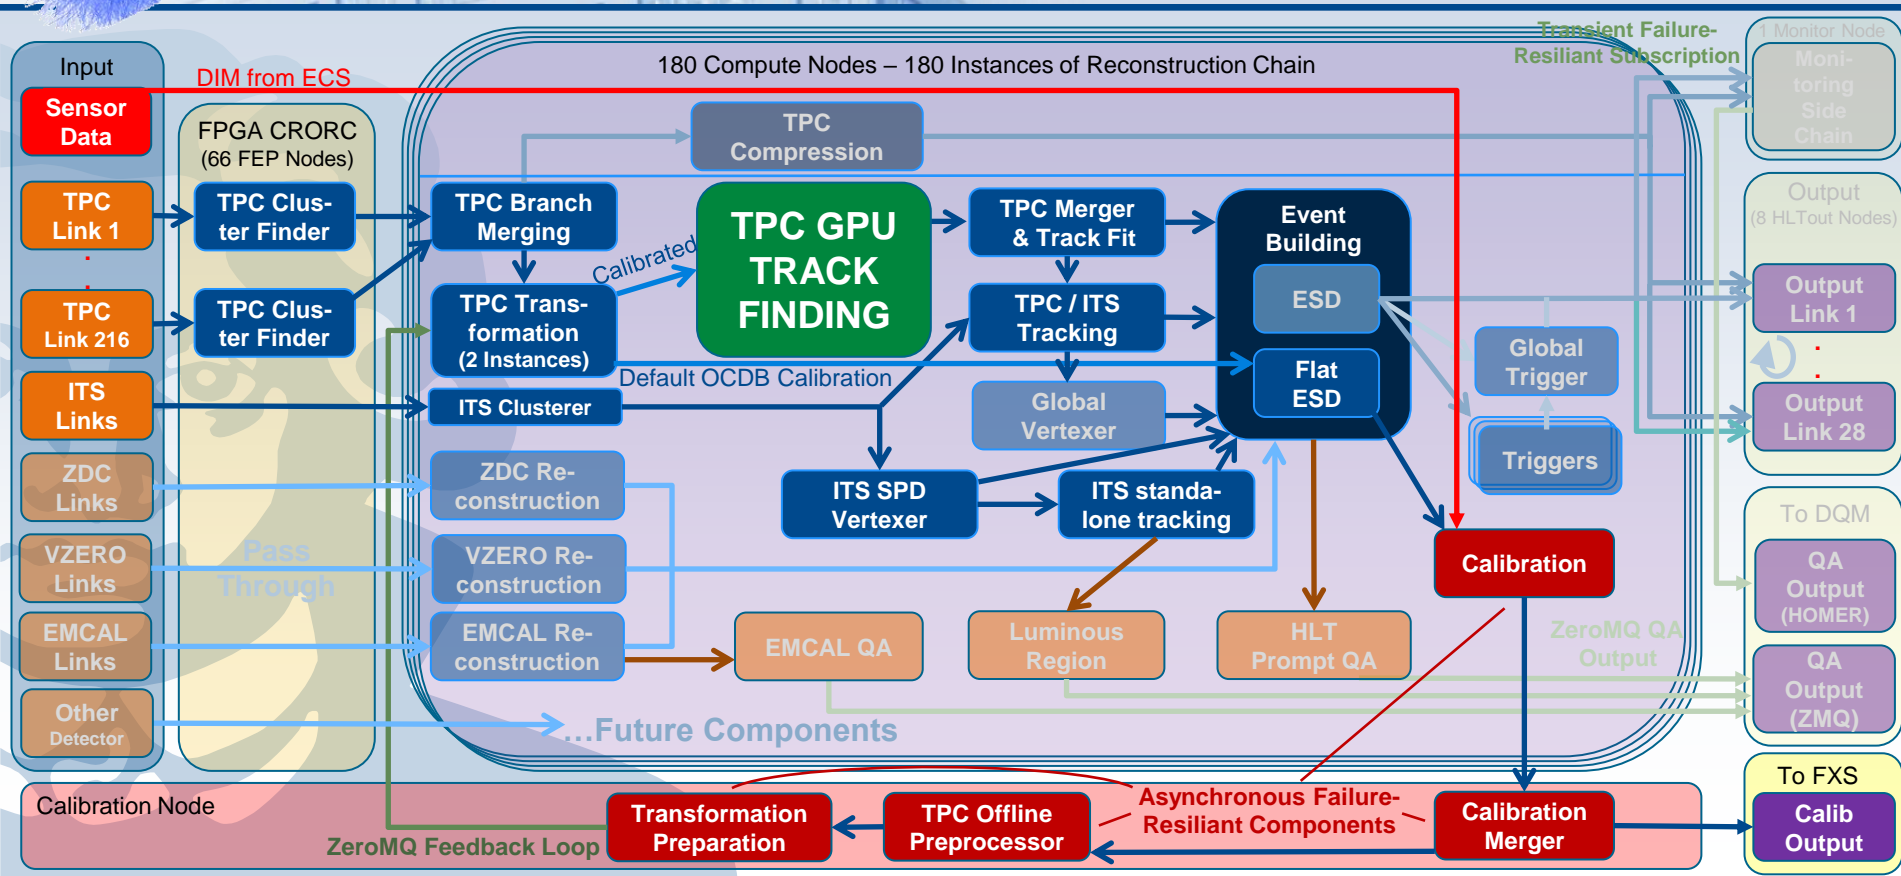 Input
Sensor
Data
TPC
Link 1
.
.
TPC
Link 216
ITS
Links
ZDC
Links
VZERO
Links
EMCAL
Links
Other
Detector
DIM from ECS
FPGA CRORC
(66 FEP Nodes)
TPC Clus-
ter Finder
TPC Clus-
ter Finder
Pass
Through
180 Compute Nodes – 180 Instances of Reconstruction Chain
TPC
Compression
TPC Branch
Merging
Calibrated
TPC Trans-
formation
(2 Instances)
TPC GPU
TRACK
FINDING
TPC Merger
& Track Fit
TPC / ITS
Tracking
Default OCDB Calibration
ITS Clusterer
Global
Vertexer
Event
Building
ESD
Flat
ESD
ZDC Re-
construction
VZERO Re-
construction
EMCAL Re-
construction
ITS SPD
Vertexer
ITS standa-
lone tracking
EMCAL QA
Luminous
Region
HLT
Prompt QA
Calibration
Global
Trigger
Triggers
…Future Components
Transient Failure-
Resiliant Subscription
1 Monitor Node
Moni-
toring
Side
Chain
Output
(8 HLTout Nodes)
Output
Link 1
.
.
Output
Link 28
To DQM
QA
Output
(HOMER)
QA
Output
(ZMQ)
ZeroMQ QA
Output
To FXS
Calib
Output
Calibration Node
ZeroMQ Feedback Loop
Transformation
Preparation
TPC Offline
Preprocessor
Asynchronous Failure-
Resiliant Components
Calibration
Merger